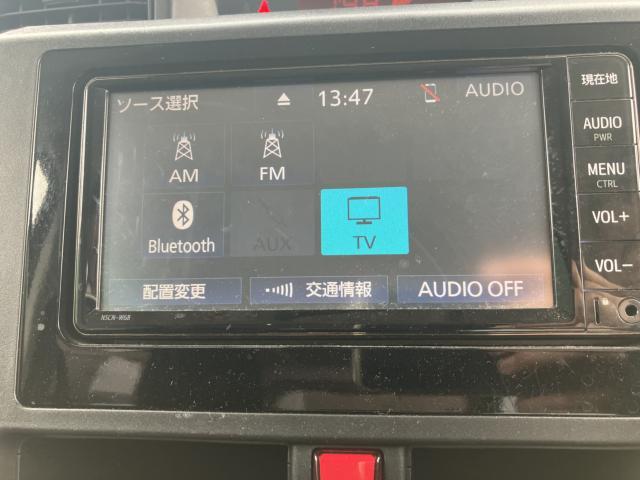 ソース選択 13:47 AUDIO
AM FM
Bluetooth AUX TV
配置変更 交通情報 AUDIO OFF
NSCN-W68
現在地
AUDIO
PWR
MENU
CTRL
VOL+
VOL-